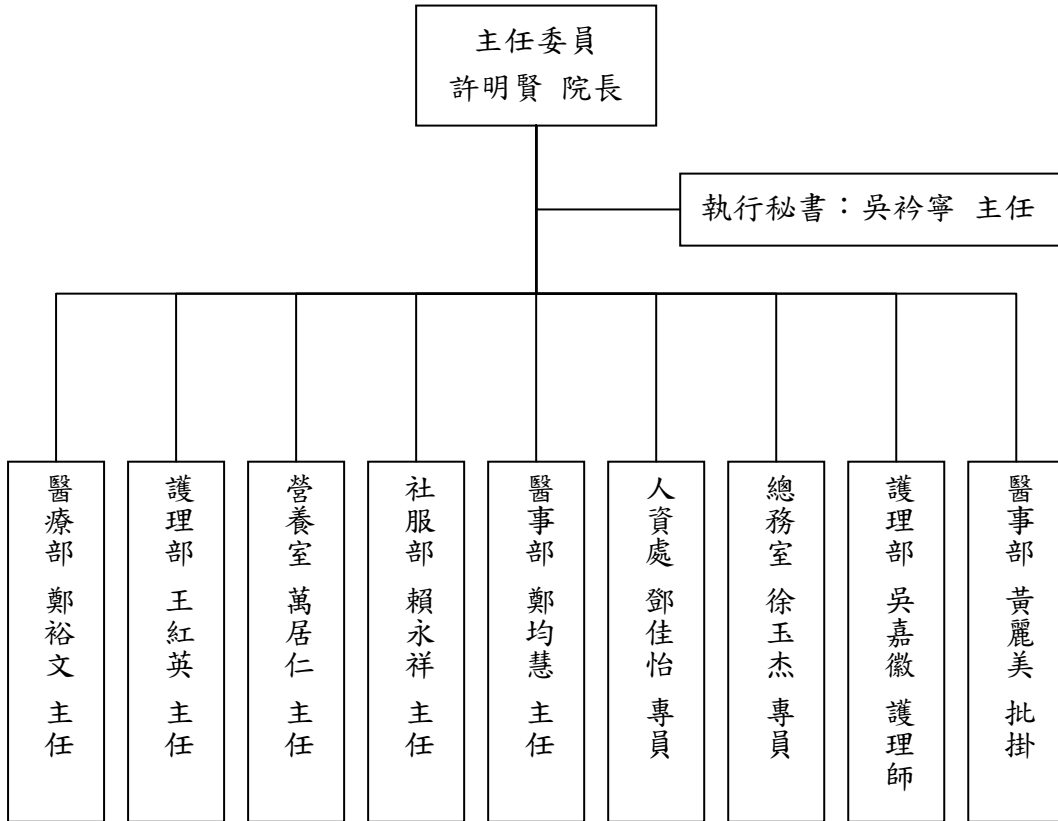 主任委員
許明賢 院長
執行秘書：吳衿寧 主任
醫療部 鄭裕文 主任
護理部 王紅英 主任
營養室 萬居仁 主任
社服部 賴永祥 主任
醫事部 鄭均慧 主任
人資處 鄧佳怡 專員
總務室 徐玉杰 專員
護理部 吳嘉徽 護理師
醫事部 黃麗美 批掛